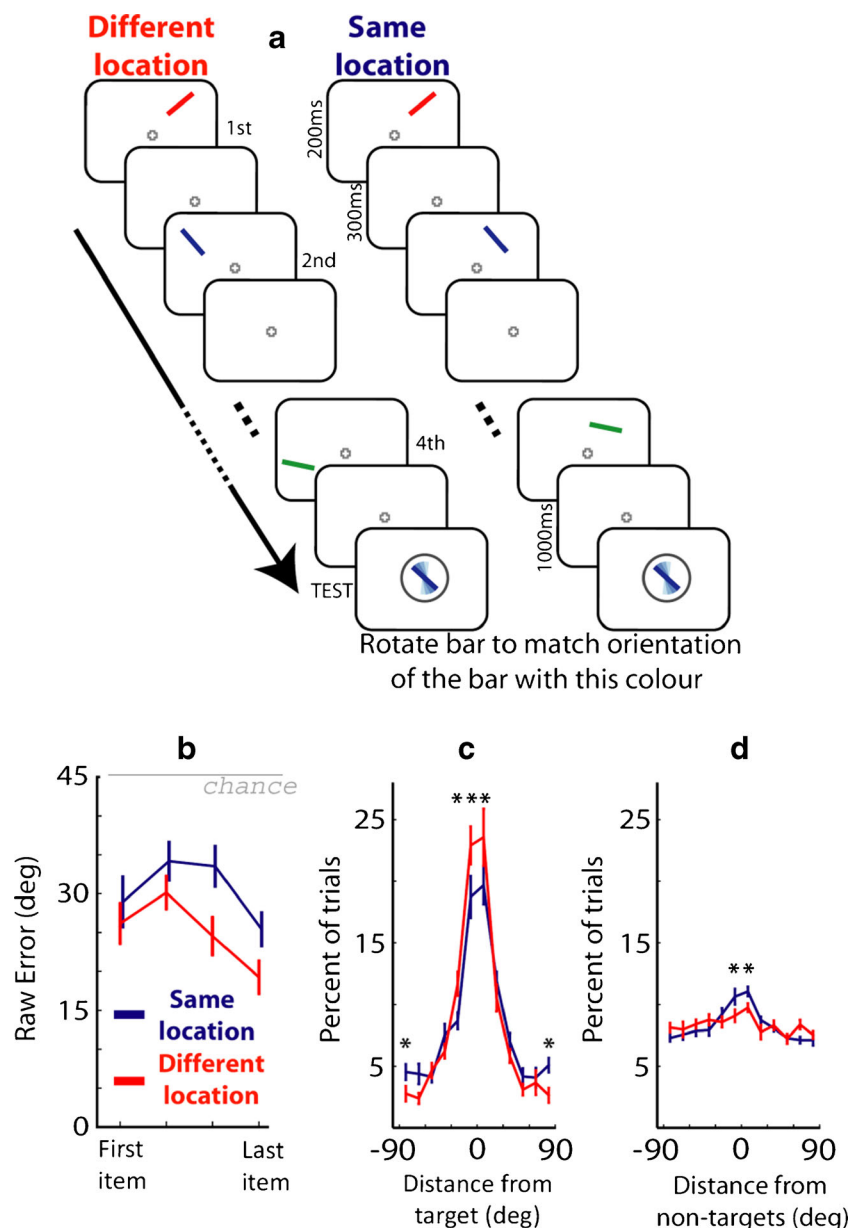 a
Different
location
Same
location
1st
200ms
300ms
2nd
4th
1000ms
TEST
Rotate bar to match orientation
of the bar with this colour
b
45
chance
30
15
0
Raw Error (deg)
Same
location
Different
location
First
item
Last
item
c
***
25
15
5
* *
Percent of trials
-90 0 90
Distance from
target (deg)
d
25
15
5
**
Percent of trials
-90 0 90
Distance from
non-targets (deg)